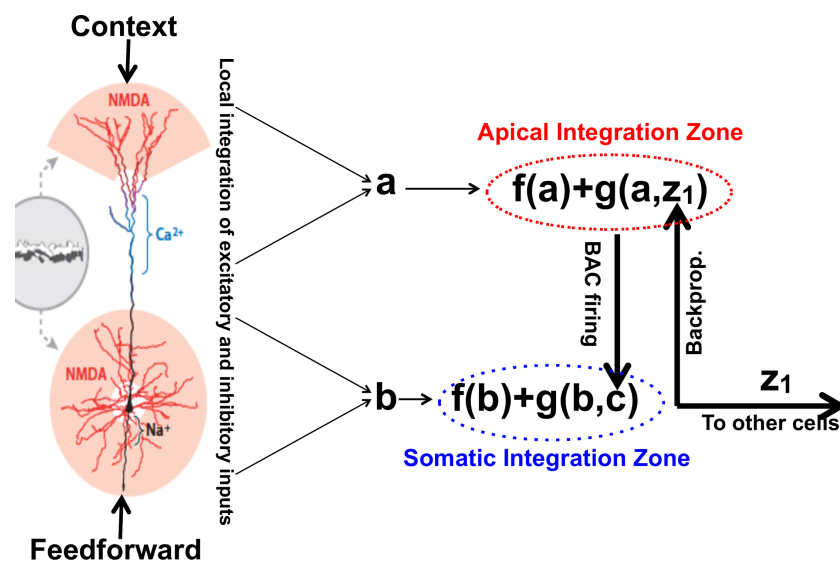 Context
NMDA
Ca²⁺
NMDA
Na⁺
Feedforward
Local integration of excitatory and inhibitory inputs
a
b
Apical Integration Zone
f(a)+g(a,z₁)
BAC firing
Backprop.
f(b)+g(b,c)
Somatic Integration Zone
z₁
To other cells